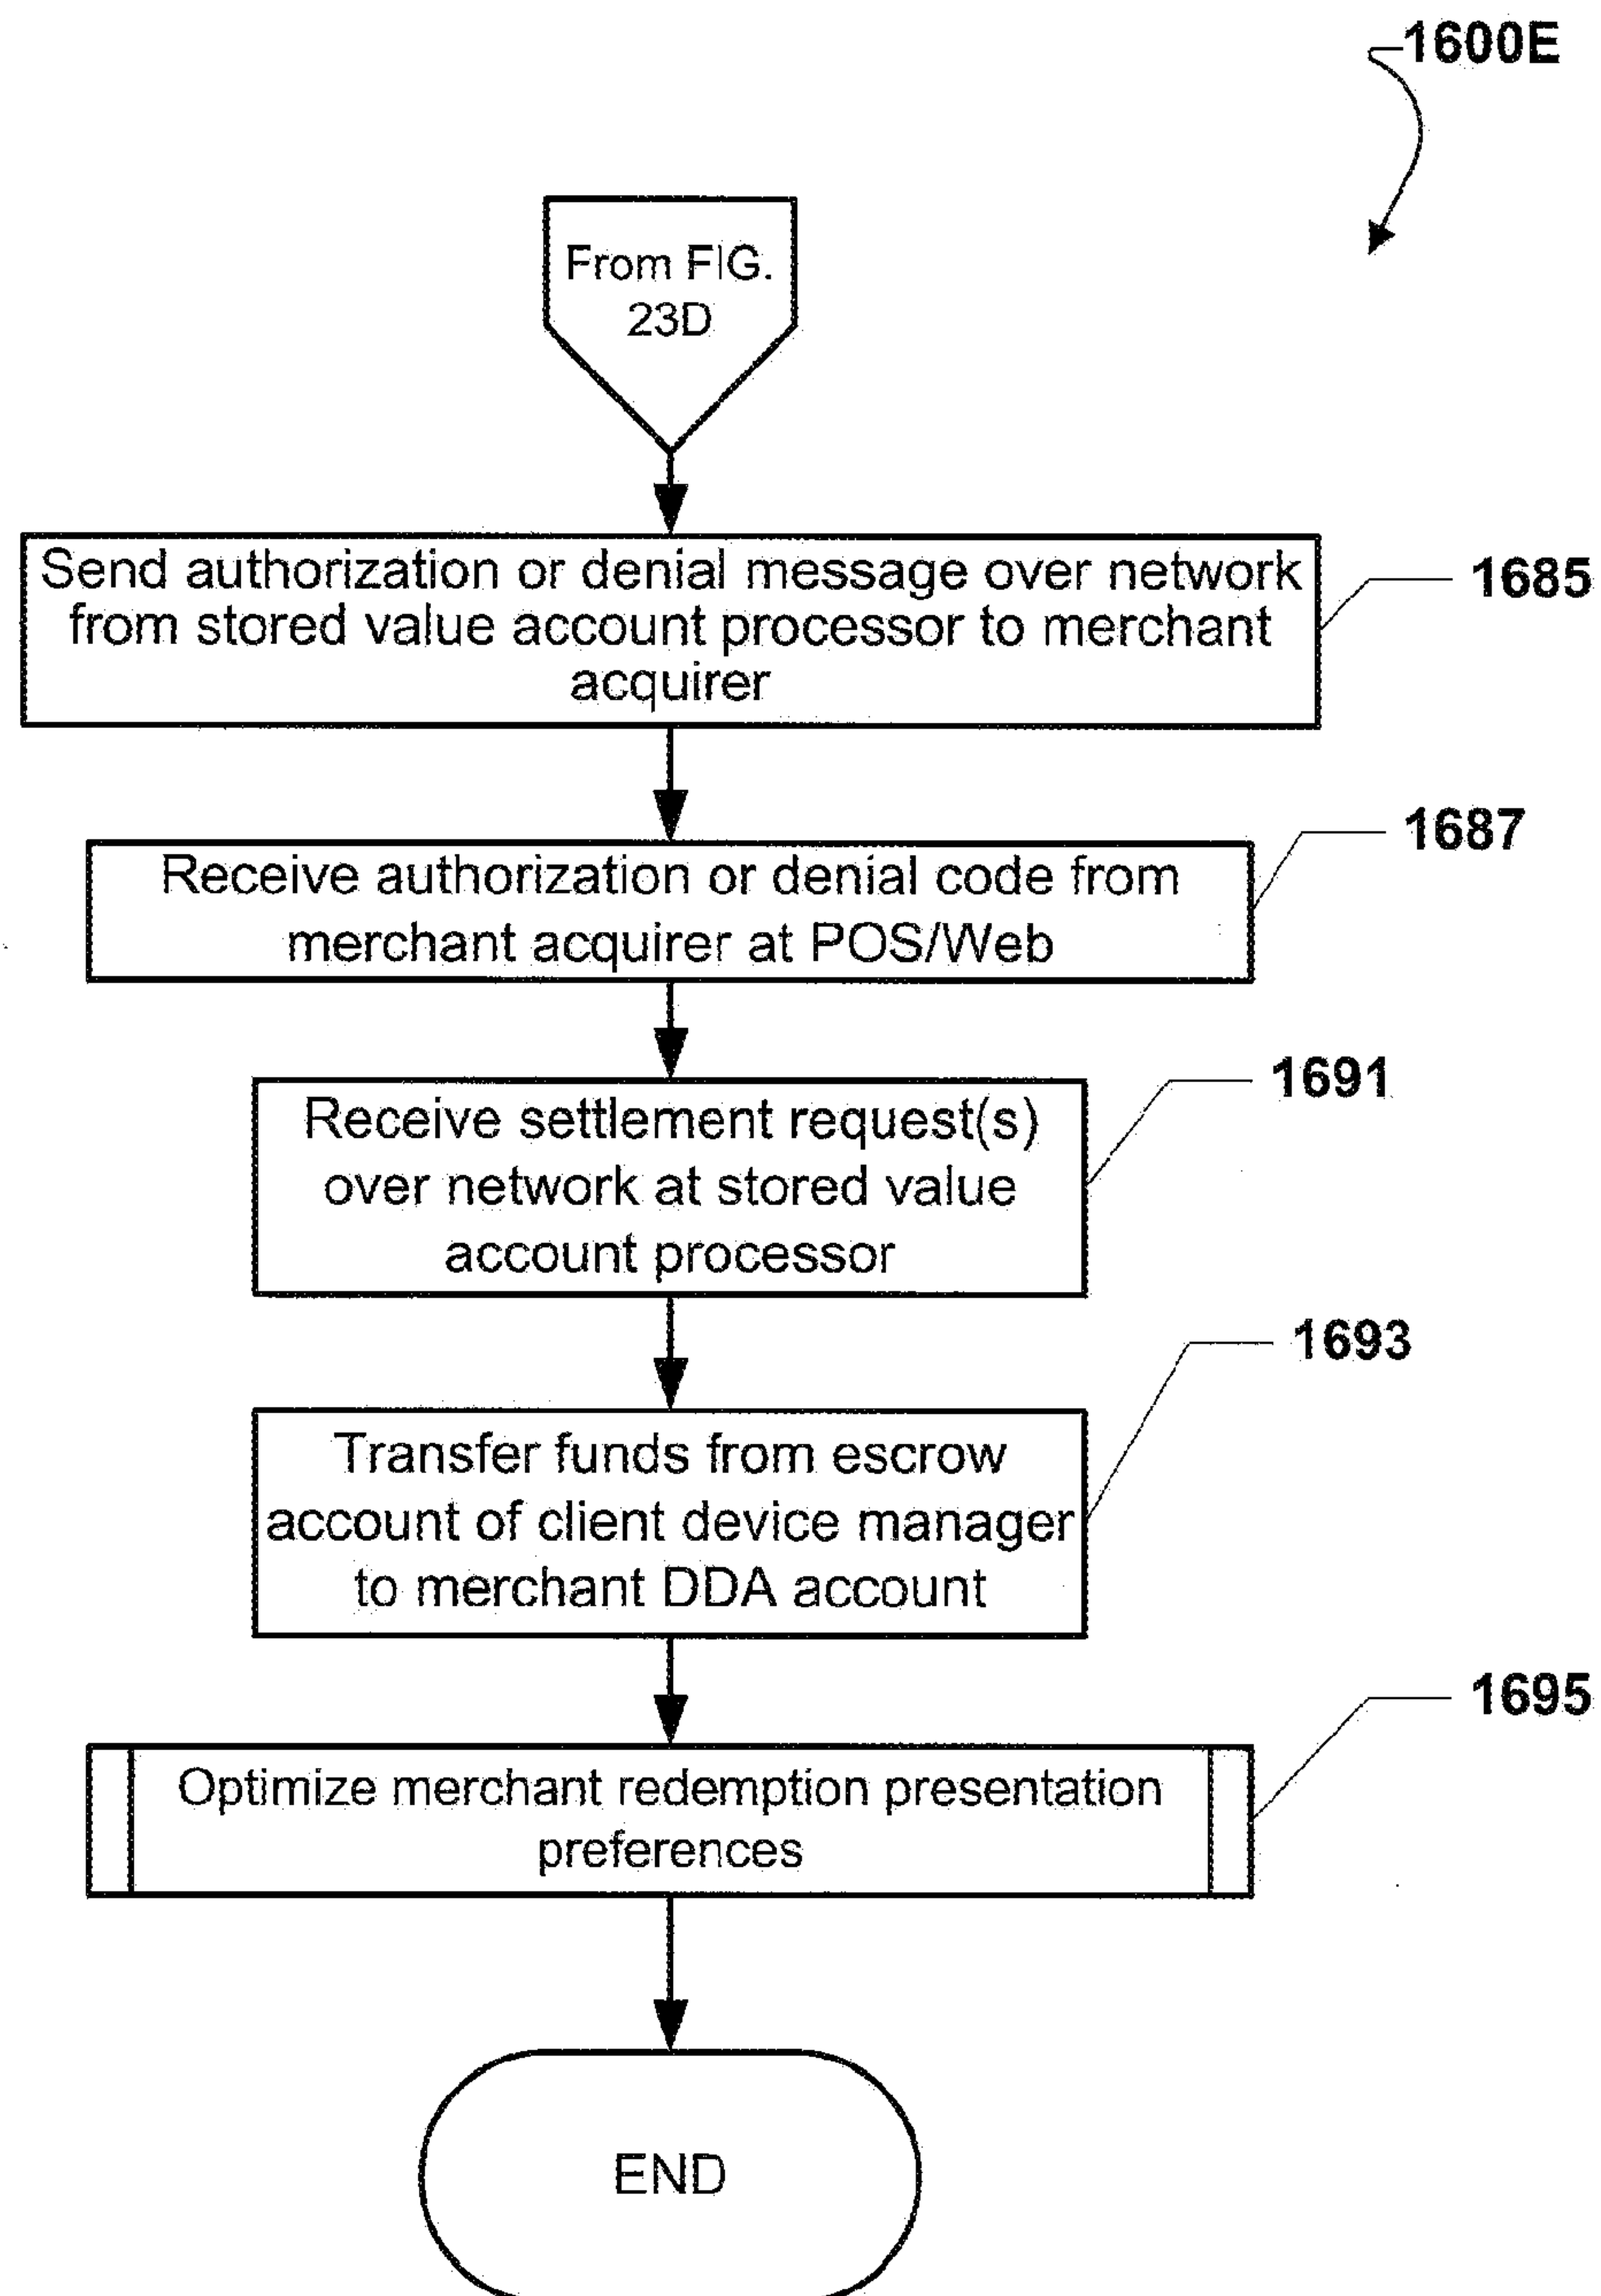 1600E
From FIG.
23D
Send authorization or denial message over network
from stored value account processor to merchant
acquirer
1685
Receive authorization or denial code from
merchant acquirer at POS/Web
1687
Receive settlement request(s)
over network at stored value
account processor
1691
Transfer funds from escrow
account of client device manager
to merchant DDA account
1693
Optimize merchant redemption presentation
preferences
1695
END